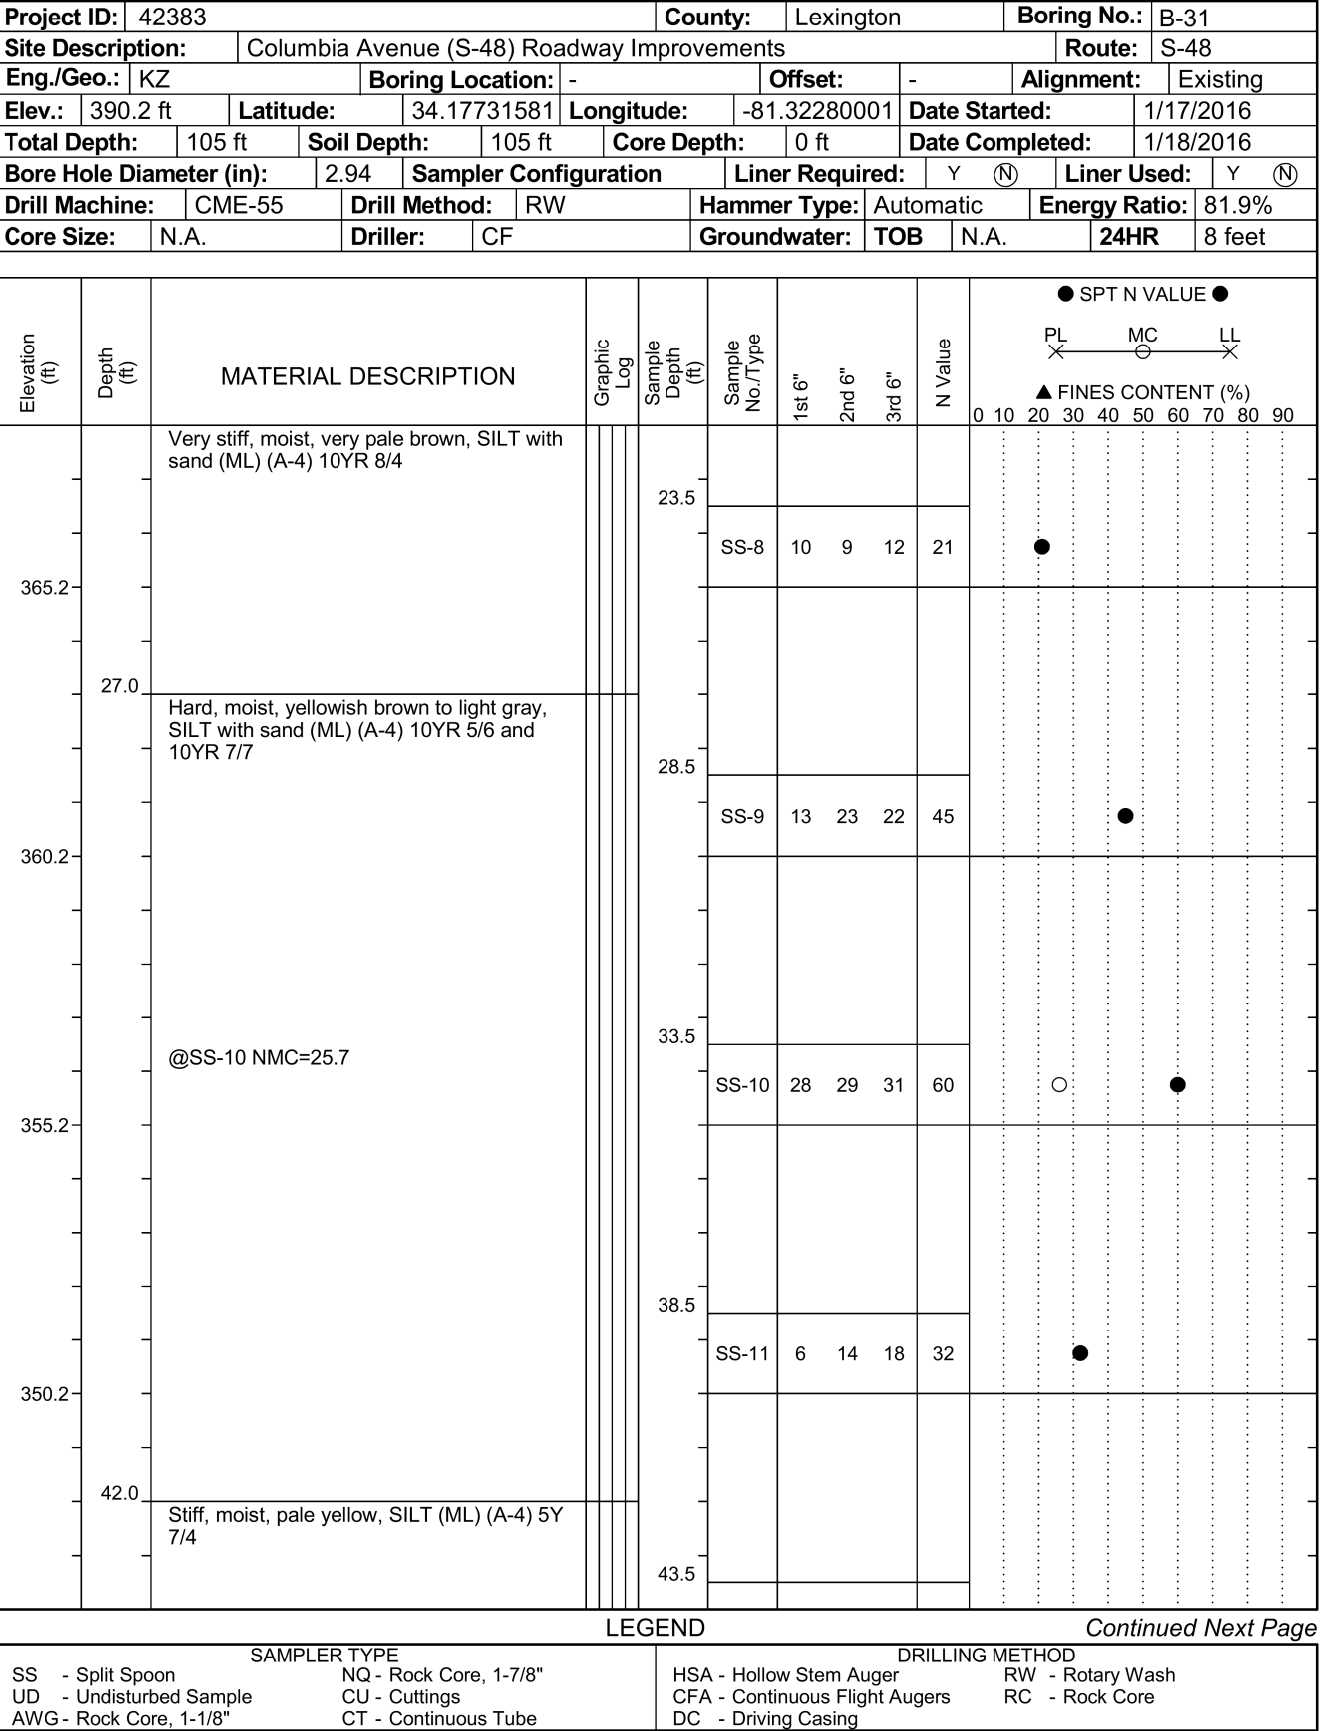 Project ID: 42383 County: Lexington Boring No.: B-31
Site Description: Columbia Avenue (S-48) Roadway Improvements Route: S-48
Eng./Geo.: KZ Boring Location: - Offset: - Alignment: Existing
Elev.: 390.2 ft Latitude: 34.17731581 Longitude: -81.32280001 Date Started: 1/17/2016
Total Depth: 105 ft Soil Depth: 105 ft Core Depth: 0 ft Date Completed: 1/18/2016
Bore Hole Diameter (in): 2.94 Sampler Configuration Liner Required: Y N Liner Used: Y N
Drill Machine: CME-55 Drill Method: RW Hammer Type: Automatic Energy Ratio: 81.9%
Core Size: N.A. Driller: CF Groundwater: TOB N.A. 24HR 8 feet
Elevation (ft)
Depth (ft)
MATERIAL DESCRIPTION
Graphic Log
Sample Depth (ft)
Sample No./Type
1st 6"
2nd 6"
3rd 6"
N Value
● SPT N VALUE ●
PL MC LL
▲ FINES CONTENT (%)
0 10 20 30 40 50 60 70 80 90
Very stiff, moist, very pale brown, SILT with
sand (ML) (A-4) 10YR 8/4
23.5
SS-8 10 9 12 21
365.2
27.0
Hard, moist, yellowish brown to light gray,
SILT with sand (ML) (A-4) 10YR 5/6 and
10YR 7/7
28.5
SS-9 13 23 22 45
360.2
33.5
@SS-10 NMC=25.7
SS-10 28 29 31 60
355.2
38.5
SS-11 6 14 18 32
350.2
42.0
Stiff, moist, pale yellow, SILT (ML) (A-4) 5Y
7/4
43.5
LEGEND
Continued Next Page
SAMPLER TYPE DRILLING METHOD
SS - Split Spoon NQ - Rock Core, 1-7/8" HSA - Hollow Stem Auger RW - Rotary Wash
UD - Undisturbed Sample CU - Cuttings CFA - Continuous Flight Augers RC - Rock Core
AWG - Rock Core, 1-1/8" CT - Continuous Tube DC - Driving Casing